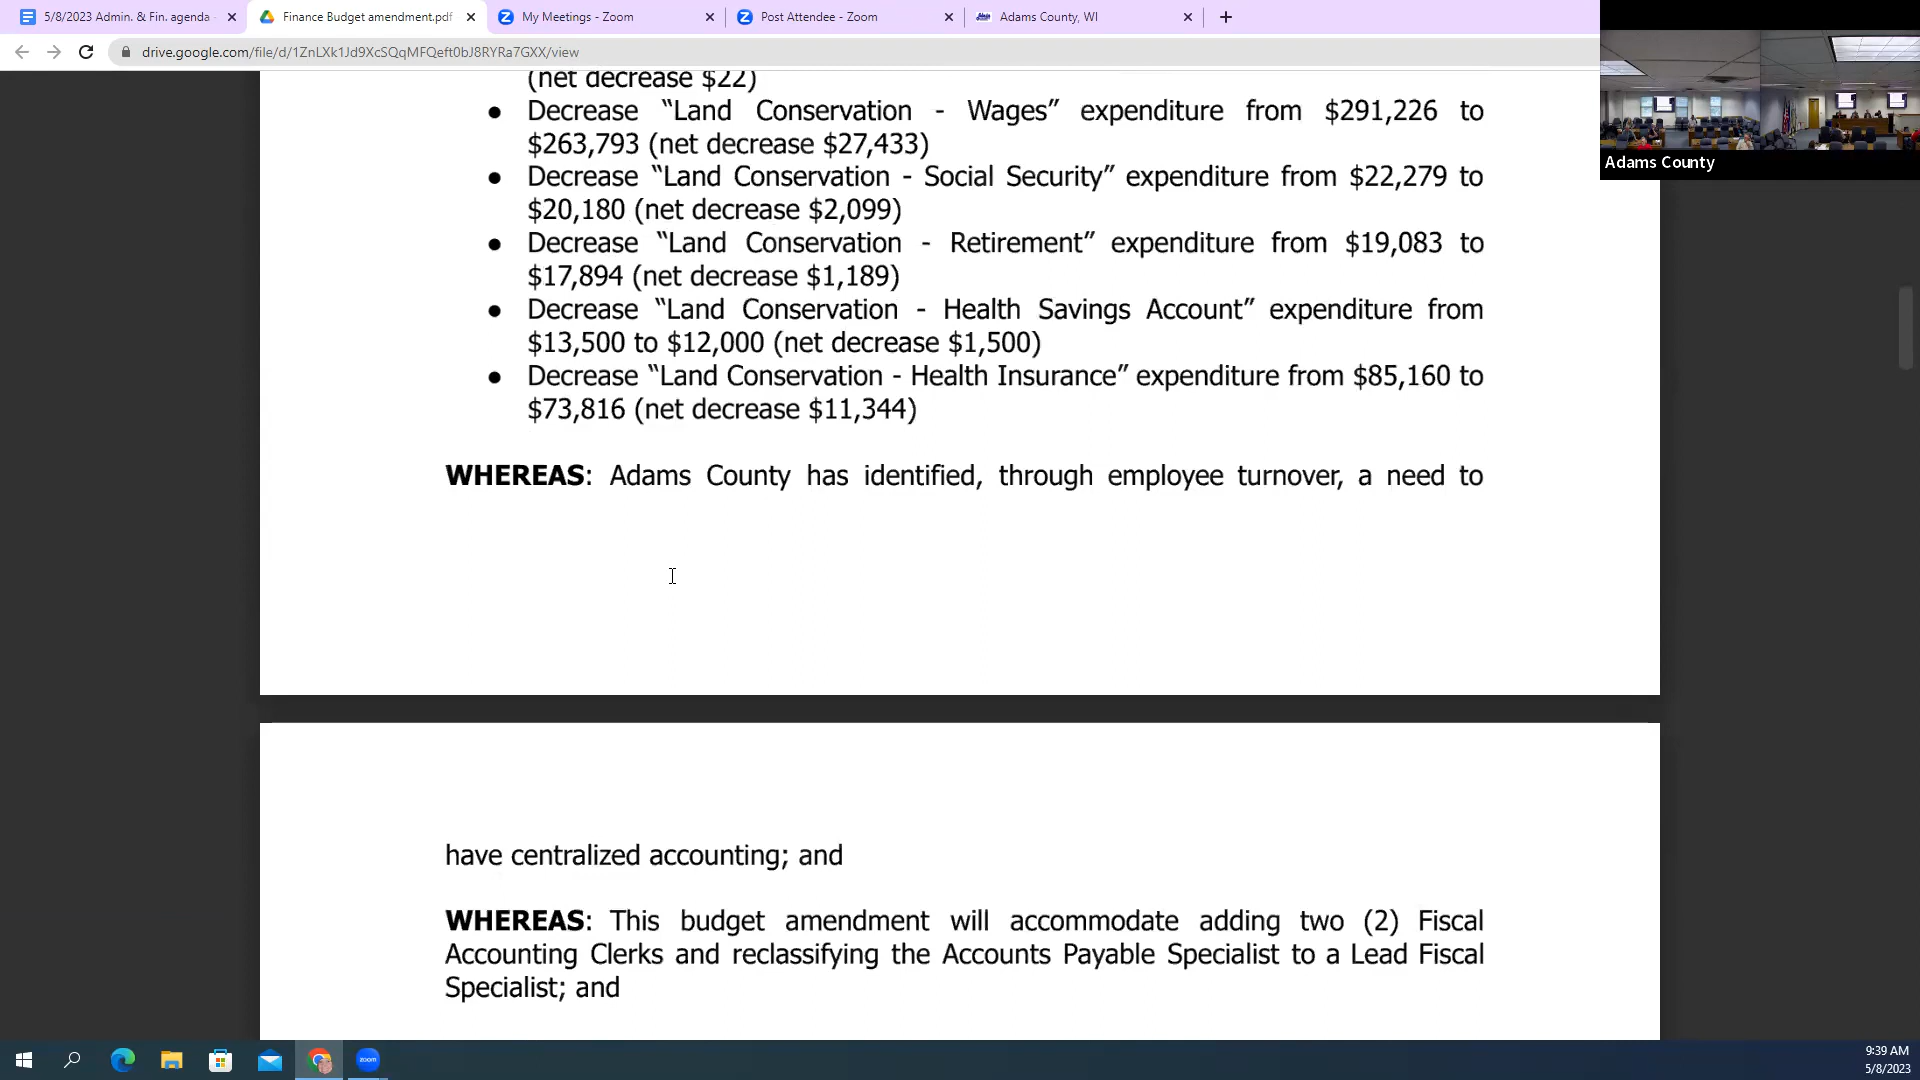 5/8/2023 Admin. & Fin. agenda
Finance Budget amendment.pdf
My Meetings - Zoom
Post Attendee - Zoom
Adams County, WI
drive.google.com/file/d/1ZnLXk1Jd9XcSQqMFQeft0bJ8RYRa7GXX/view
Adams County
(net decrease $22)
● Decrease “Land Conservation - Wages” expenditure from $291,226 to
$263,793 (net decrease $27,433)
● Decrease “Land Conservation - Social Security” expenditure from $22,279 to
$20,180 (net decrease $2,099)
● Decrease “Land Conservation - Retirement” expenditure from $19,083 to
$17,894 (net decrease $1,189)
● Decrease “Land Conservation - Health Savings Account” expenditure from
$13,500 to $12,000 (net decrease $1,500)
● Decrease “Land Conservation - Health Insurance” expenditure from $85,160 to
$73,816 (net decrease $11,344)
WHEREAS: Adams County has identified, through employee turnover, a need to
have centralized accounting; and
WHEREAS: This budget amendment will accommodate adding two (2) Fiscal
Accounting Clerks and reclassifying the Accounts Payable Specialist to a Lead Fiscal
Specialist; and
zoom
9:39 AM
5/8/2023